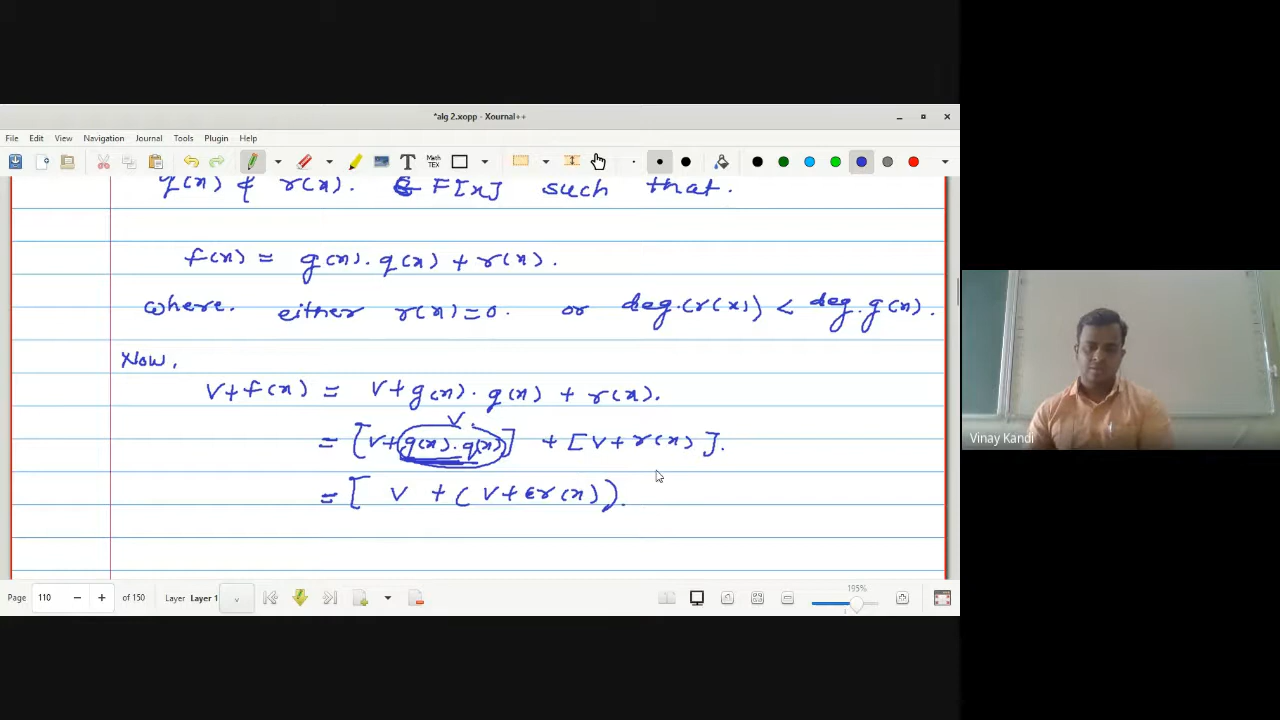 *alg 2.xopp - Xournal++
File Edit View Navigation Journal Tools Plugin Help
q(x) & r(x). ∈ F[x] such that.
f(x) = g(x). q(x) + r(x).
where. either r(x)=0. or deg.(r(x)) < deg. g(x).
Now.
V+f(x) = V+g(x). q(x) + r(x).
V
= [V+g(x). q(x)] + [V+r(x)].
= [ V + (V+r(x)).
Vinay Kandi
Page 110 of 150 Layer Layer 1 195%